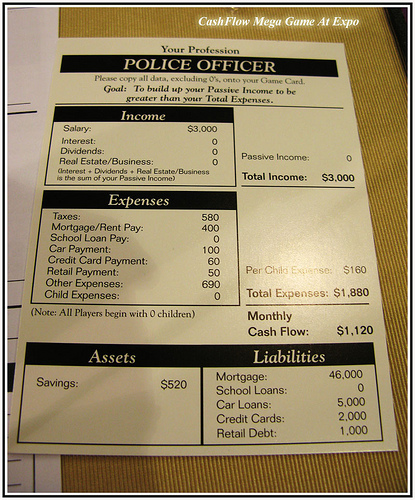 CashFlow Mega Game At Expo
Your Profession
POLICE OFFICER
Please copy all data, excluding 0's, onto your Game Card.
Goal: To build up your Passive Income to be
greater than your Total Expenses.
Income
Salary: $3,000
Interest: 0
Dividends: 0
Real Estate/Business: 0
(Interest + Dividends + Real Estate/Business
is the sum of your Passive Income)
Passive Income: 0
Total Income: $3,000
Expenses
Taxes: 580
Mortgage/Rent Pay: 400
School Loan Pay: 0
Car Payment: 100
Credit Card Payment: 60
Retail Payment: 50
Other Expenses: 690
Child Expenses: 0
(Note: All Players begin with 0 children)
Per Child Expense: $160
Total Expenses: $1,880
Monthly
Cash Flow: $1,120
Assets
Savings: $520
Liabilities
Mortgage: 46,000
School Loans: 0
Car Loans: 5,000
Credit Cards: 2,000
Retail Debt: 1,000